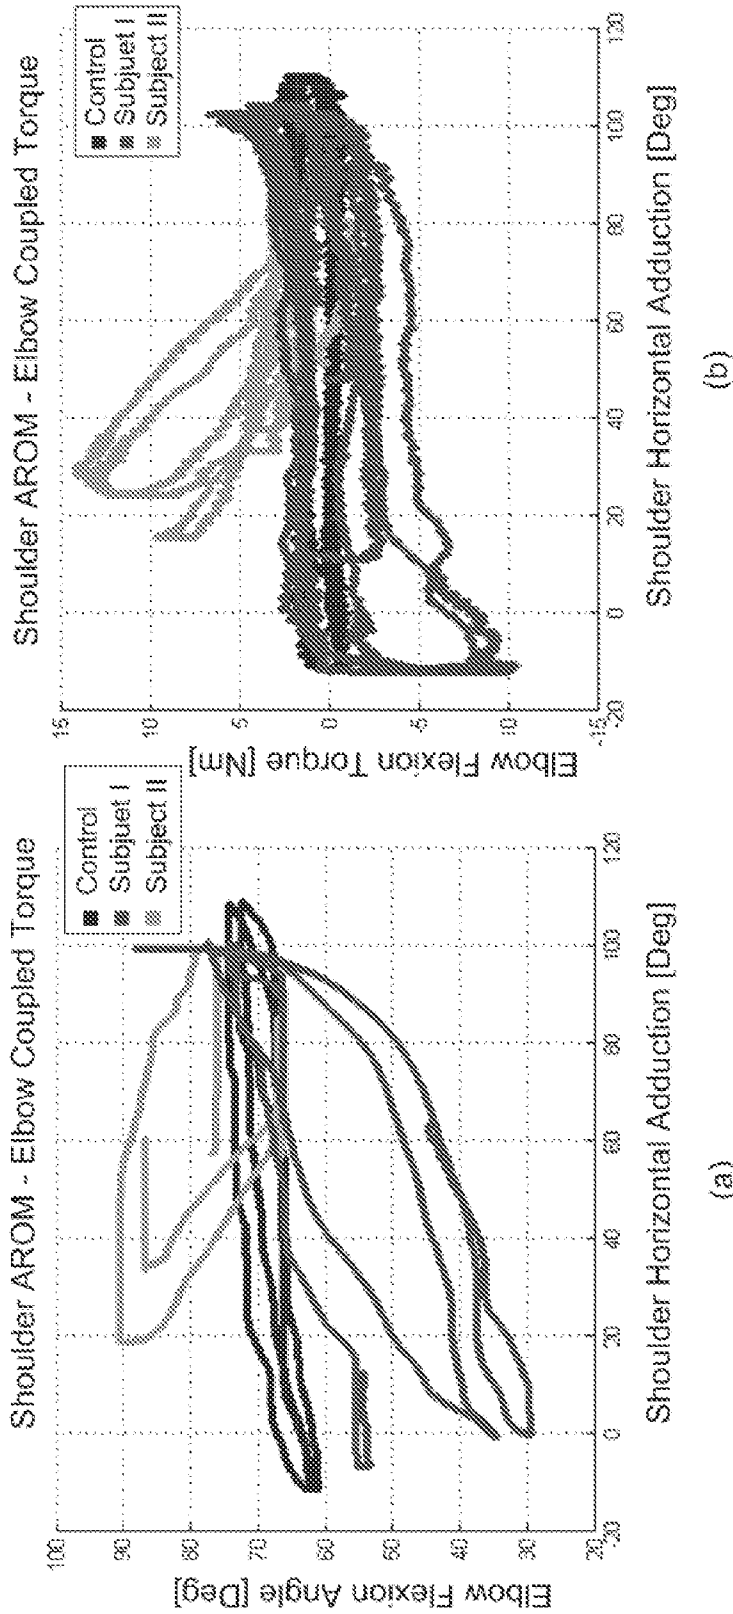 Shoulder AROM - Elbow Coupled Torque
Control
Subjuet I
Subject II
Elbow Flexion Angle [Deg]
100
90
80
70
60
50
40
30
20
-20
0
20
40
60
80
100
120
Shoulder Horizontal Adduction [Deg]
(a)
Shoulder AROM - Elbow Coupled Torque
Control
Subjuet I
Subject II
Elbow Flexion Torque [Nm]
15
10
5
0
-5
-10
-15
-20
0
20
40
60
80
100
120
Shoulder Horizontal Adduction [Deg]
(b)